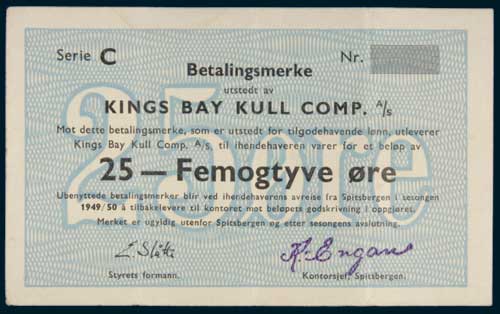 Serie C Nr.
Betalingsmerke
utstedt av
KINGS BAY KULL COMP. A/s
Mot dette betalingsmerke, som er utstedt for tilgodehavende lønn, utleverer
Kings Bay Kull Comp. A/s, til ihendehaveren varer for et beløp av
25 — Femogtyve øre
Ubenyttede betalingsmerker blir ved ihendehaverens avreise fra Spitsbergen i sesongen
1949/50 å tilbakelevere til kontoret mot beløpets godskrivning i oppgjøret.
Merket er ugyldig utenfor Spitsbergen og etter sesongens avslutning.
Styrets formann. Kontorsjef, Spitsbergen.
25 øre